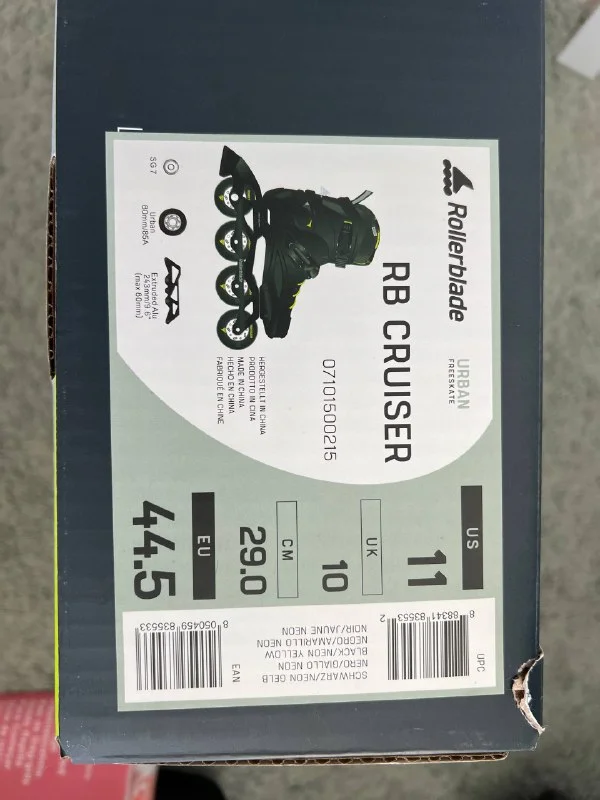 Rollerblade
URBAN
FREESKATE
RB CRUISER
07101500215
HERGESTELLT IN CHINA
PRODOTTO IN CINA
MADE IN CHINA
HECHO EN CHINA
FABRIQUÉ EN CHINE
SG7
Urban
80mm/85A
Extruded Alu
243mm/9.6"
(max 80mm)
US
11
UK
10
CM
29.0
EU
44.5
UPC
8 88341 83553 2
SCHWARZ/NEON GELB
NERO/GIALLO NEON
BLACK/NEON YELLOW
NEGRO/AMARILLO NEON
NOIR/JAUNE NEON
EAN
8 050459 835533